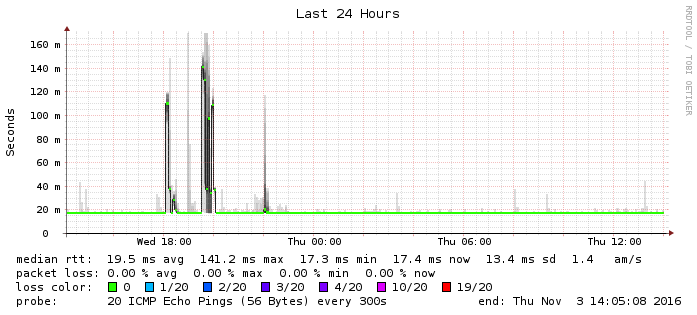 Last 24 Hours
RRDTOOL / TOBI OETIKER
Seconds
160 m
140 m
120 m
100 m
80 m
60 m
40 m
20 m
0
Wed 18:00 Thu 00:00 Thu 06:00 Thu 12:00
median rtt: 19.5 ms avg 141.2 ms max 17.3 ms min 17.4 ms now 13.4 ms sd 1.4 am/s
packet loss: 0.00 % avg 0.00 % max 0.00 % min 0.00 % now
loss color: 0 1/20 2/20 3/20 4/20 10/20 19/20
probe: 20 ICMP Echo Pings (56 Bytes) every 300s end: Thu Nov 3 14:05:08 2016